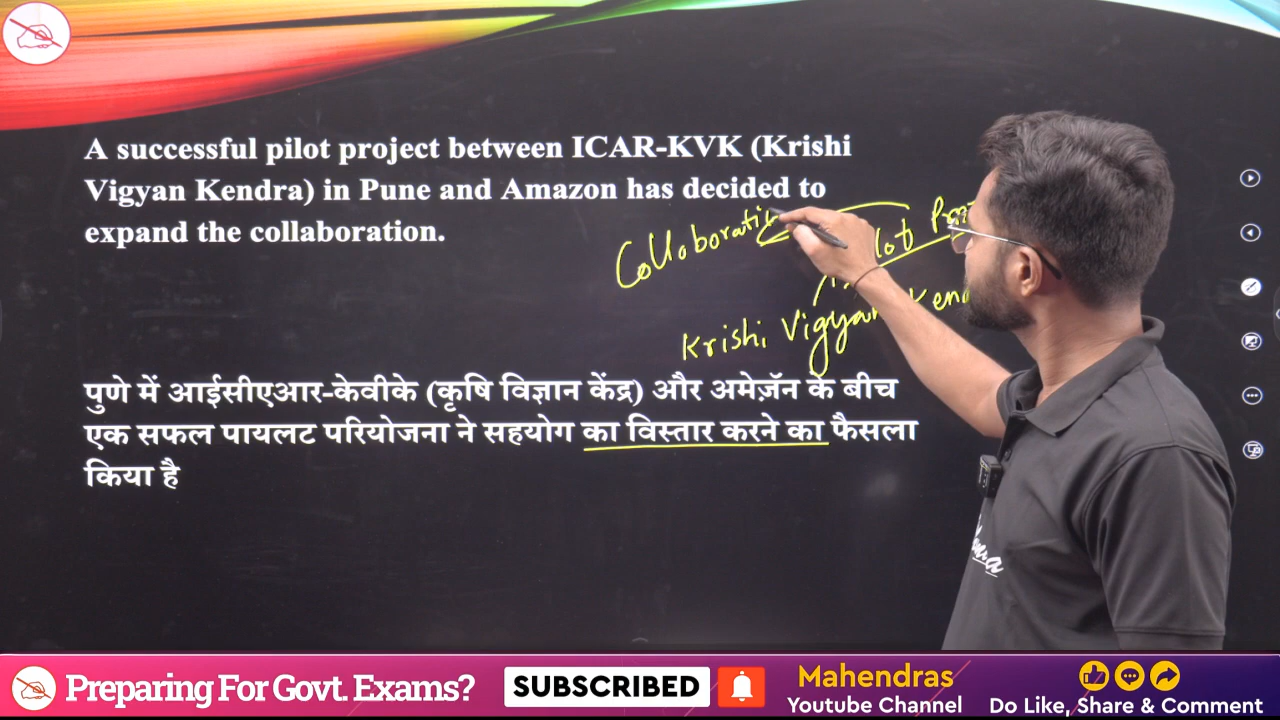 A successful pilot project between ICAR-KVK (Krishi
Vigyan Kendra) in Pune and Amazon has decided to
expand the collaboration.
Collaboration
Krishi Vigyan
पुणे में आईसीएआर-केवीके (कृषि विज्ञान केंद्र) और अमेज़ॅन के बीच
एक सफल पायलट परियोजना ने सहयोग का विस्तार करने का फैसला
किया है
Preparing For Govt. Exams?
SUBSCRIBED
Mahendras
Youtube Channel
Do Like, Share & Comment